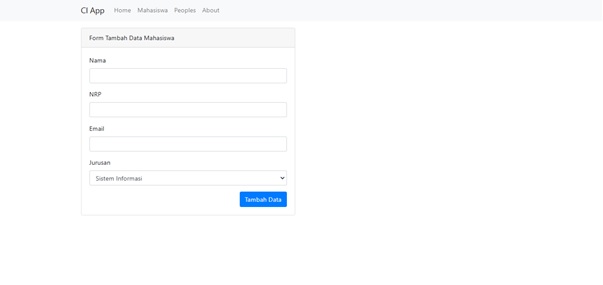 CI App Home Mahasiswa Peoples About
Form Tambah Data Mahasiswa
Nama
NRP
Email
Jurusan
Sistem Informasi
Tambah Data